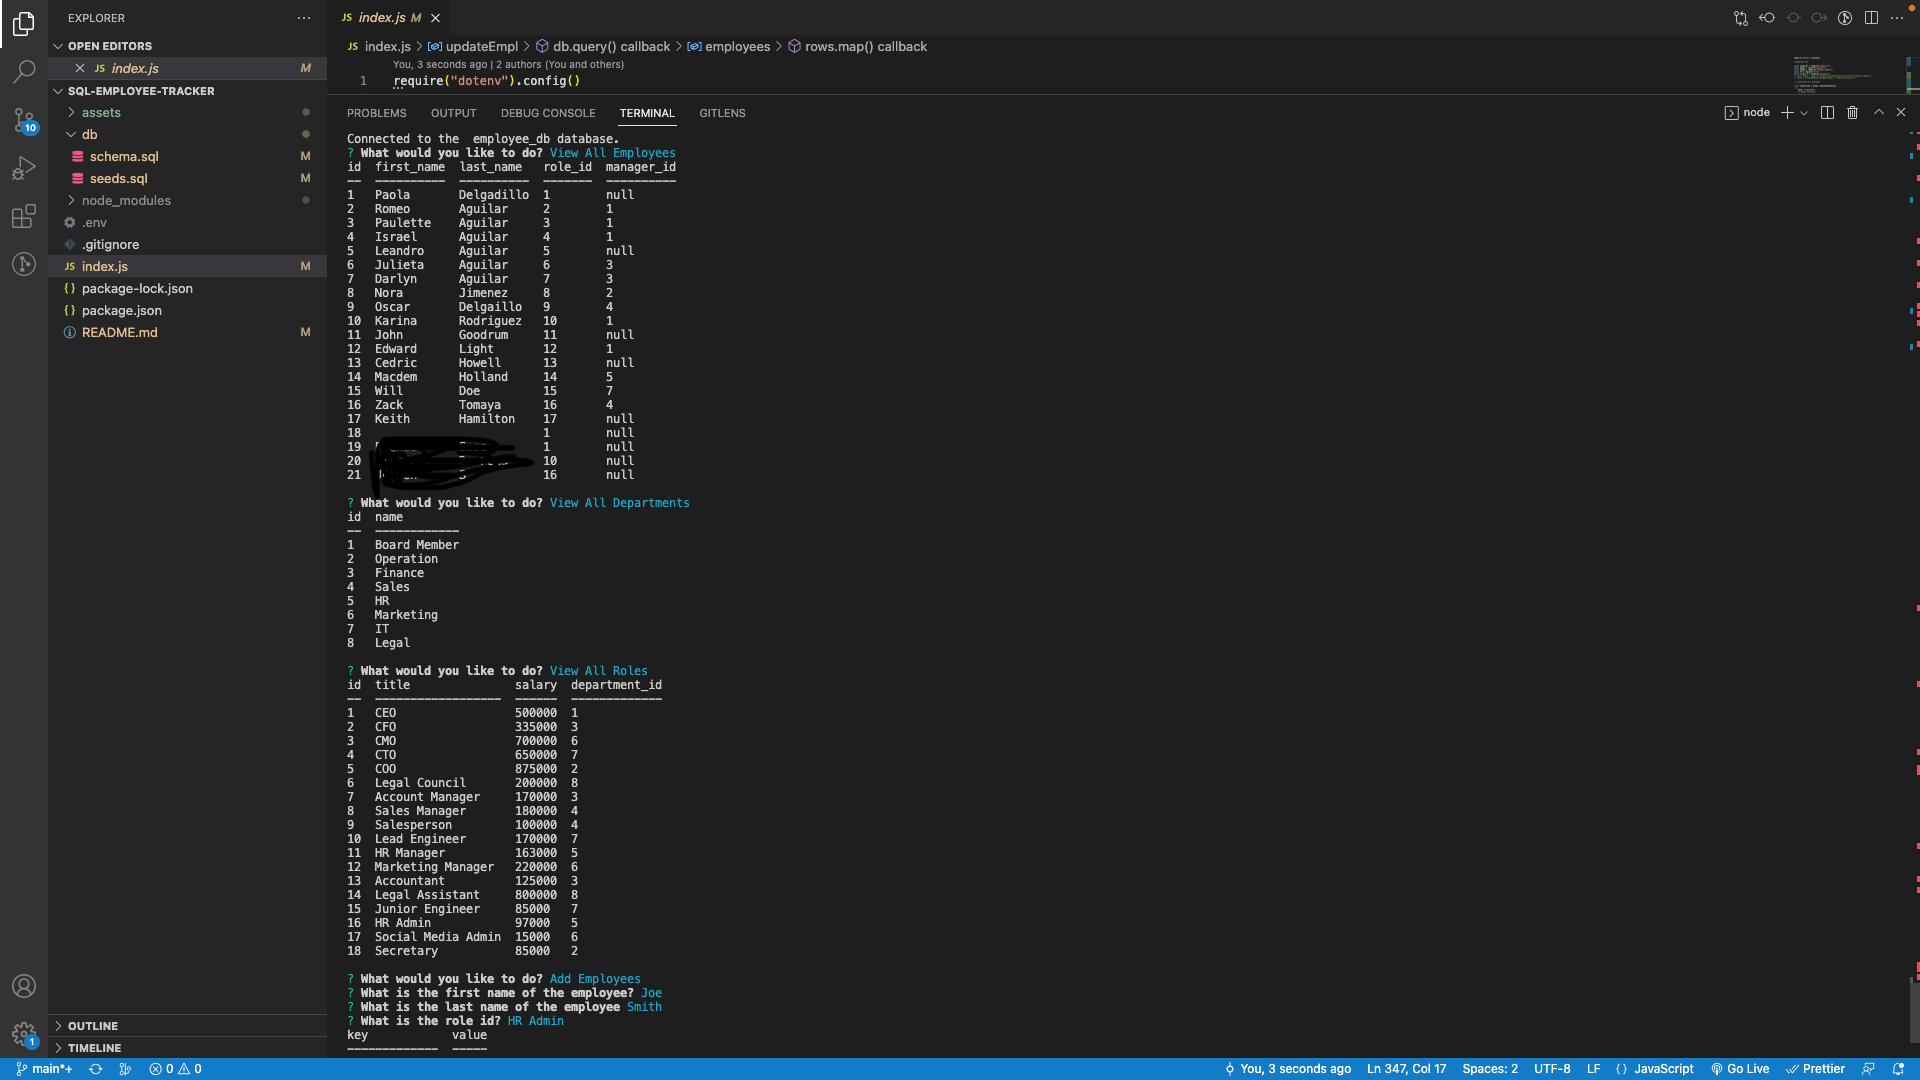 EXPLORER
OPEN EDITORS
JS index.js M
SQL-EMPLOYEE-TRACKER
assets
db
schema.sql M
seeds.sql M
node_modules
.env
.gitignore
JS index.js M
{} package-lock.json
{} package.json
README.md M
10
1
OUTLINE
TIMELINE
JS index.js M
JS index.js > updateEmpl > db.query() callback > employees > rows.map() callback
You, 3 seconds ago | 2 authors (You and others)
1 require("dotenv").config()
PROBLEMS OUTPUT DEBUG CONSOLE TERMINAL GITLENS
node
Connected to the  employee_db database.
? What would you like to do? View All Employees
id first_name last_name role_id manager_id
1 Paola Delgadillo 1 null
2 Romeo Aguilar 2 1
3 Paulette Aguilar 3 1
4 Israel Aguilar 4 1
5 Leandro Aguilar 5 null
6 Julieta Aguilar 6 3
7 Darlyn Aguilar 7 3
8 Nora Jimenez 8 2
9 Oscar Delgaillo 9 4
10 Karina Rodriguez 10 1
11 John Goodrum 11 null
12 Edward Light 12 1
13 Cedric Howell 13 null
14 Macdem Holland 14 5
15 Will Doe 15 7
16 Zack Tomaya 16 4
17 Keith Hamilton 17 null
18 1 null
19 1 null
20 10 null
21 16 null
? What would you like to do? View All Departments
id name
1 Board Member
2 Operation
3 Finance
4 Sales
5 HR
6 Marketing
7 IT
8 Legal
? What would you like to do? View All Roles
id title salary department_id
1 CEO 500000 1
2 CFO 335000 3
3 CMO 700000 6
4 CTO 650000 7
5 COO 875000 2
6 Legal Council 200000 8
7 Account Manager 170000 3
8 Sales Manager 180000 4
9 Salesperson 100000 4
10 Lead Engineer 170000 7
11 HR Manager 163000 5
12 Marketing Manager 220000 6
13 Accountant 125000 3
14 Legal Assistant 800000 8
15 Junior Engineer 85000 7
16 HR Admin 97000 5
17 Social Media Admin 15000 6
18 Secretary 85000 2
? What would you like to do? Add Employees
? What is the first name of the employee? Joe
? What is the last name of the employee Smith
? What is the role id? HR Admin
key value
main*+ 0 0 You, 3 seconds ago Ln 347, Col 17 Spaces: 2 UTF-8 LF {} JavaScript Go Live Prettier